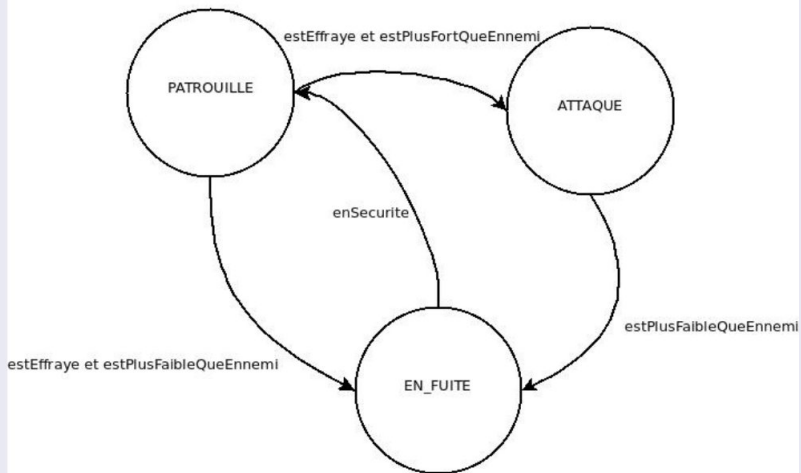 estEffraye et estPlusFortQueEnnemi
PATROUILLE
ATTAQUE
enSecurite
estPlusFaibleQueEnnemi
estEffraye et estPlusFaibleQueEnnemi
EN_FUITE